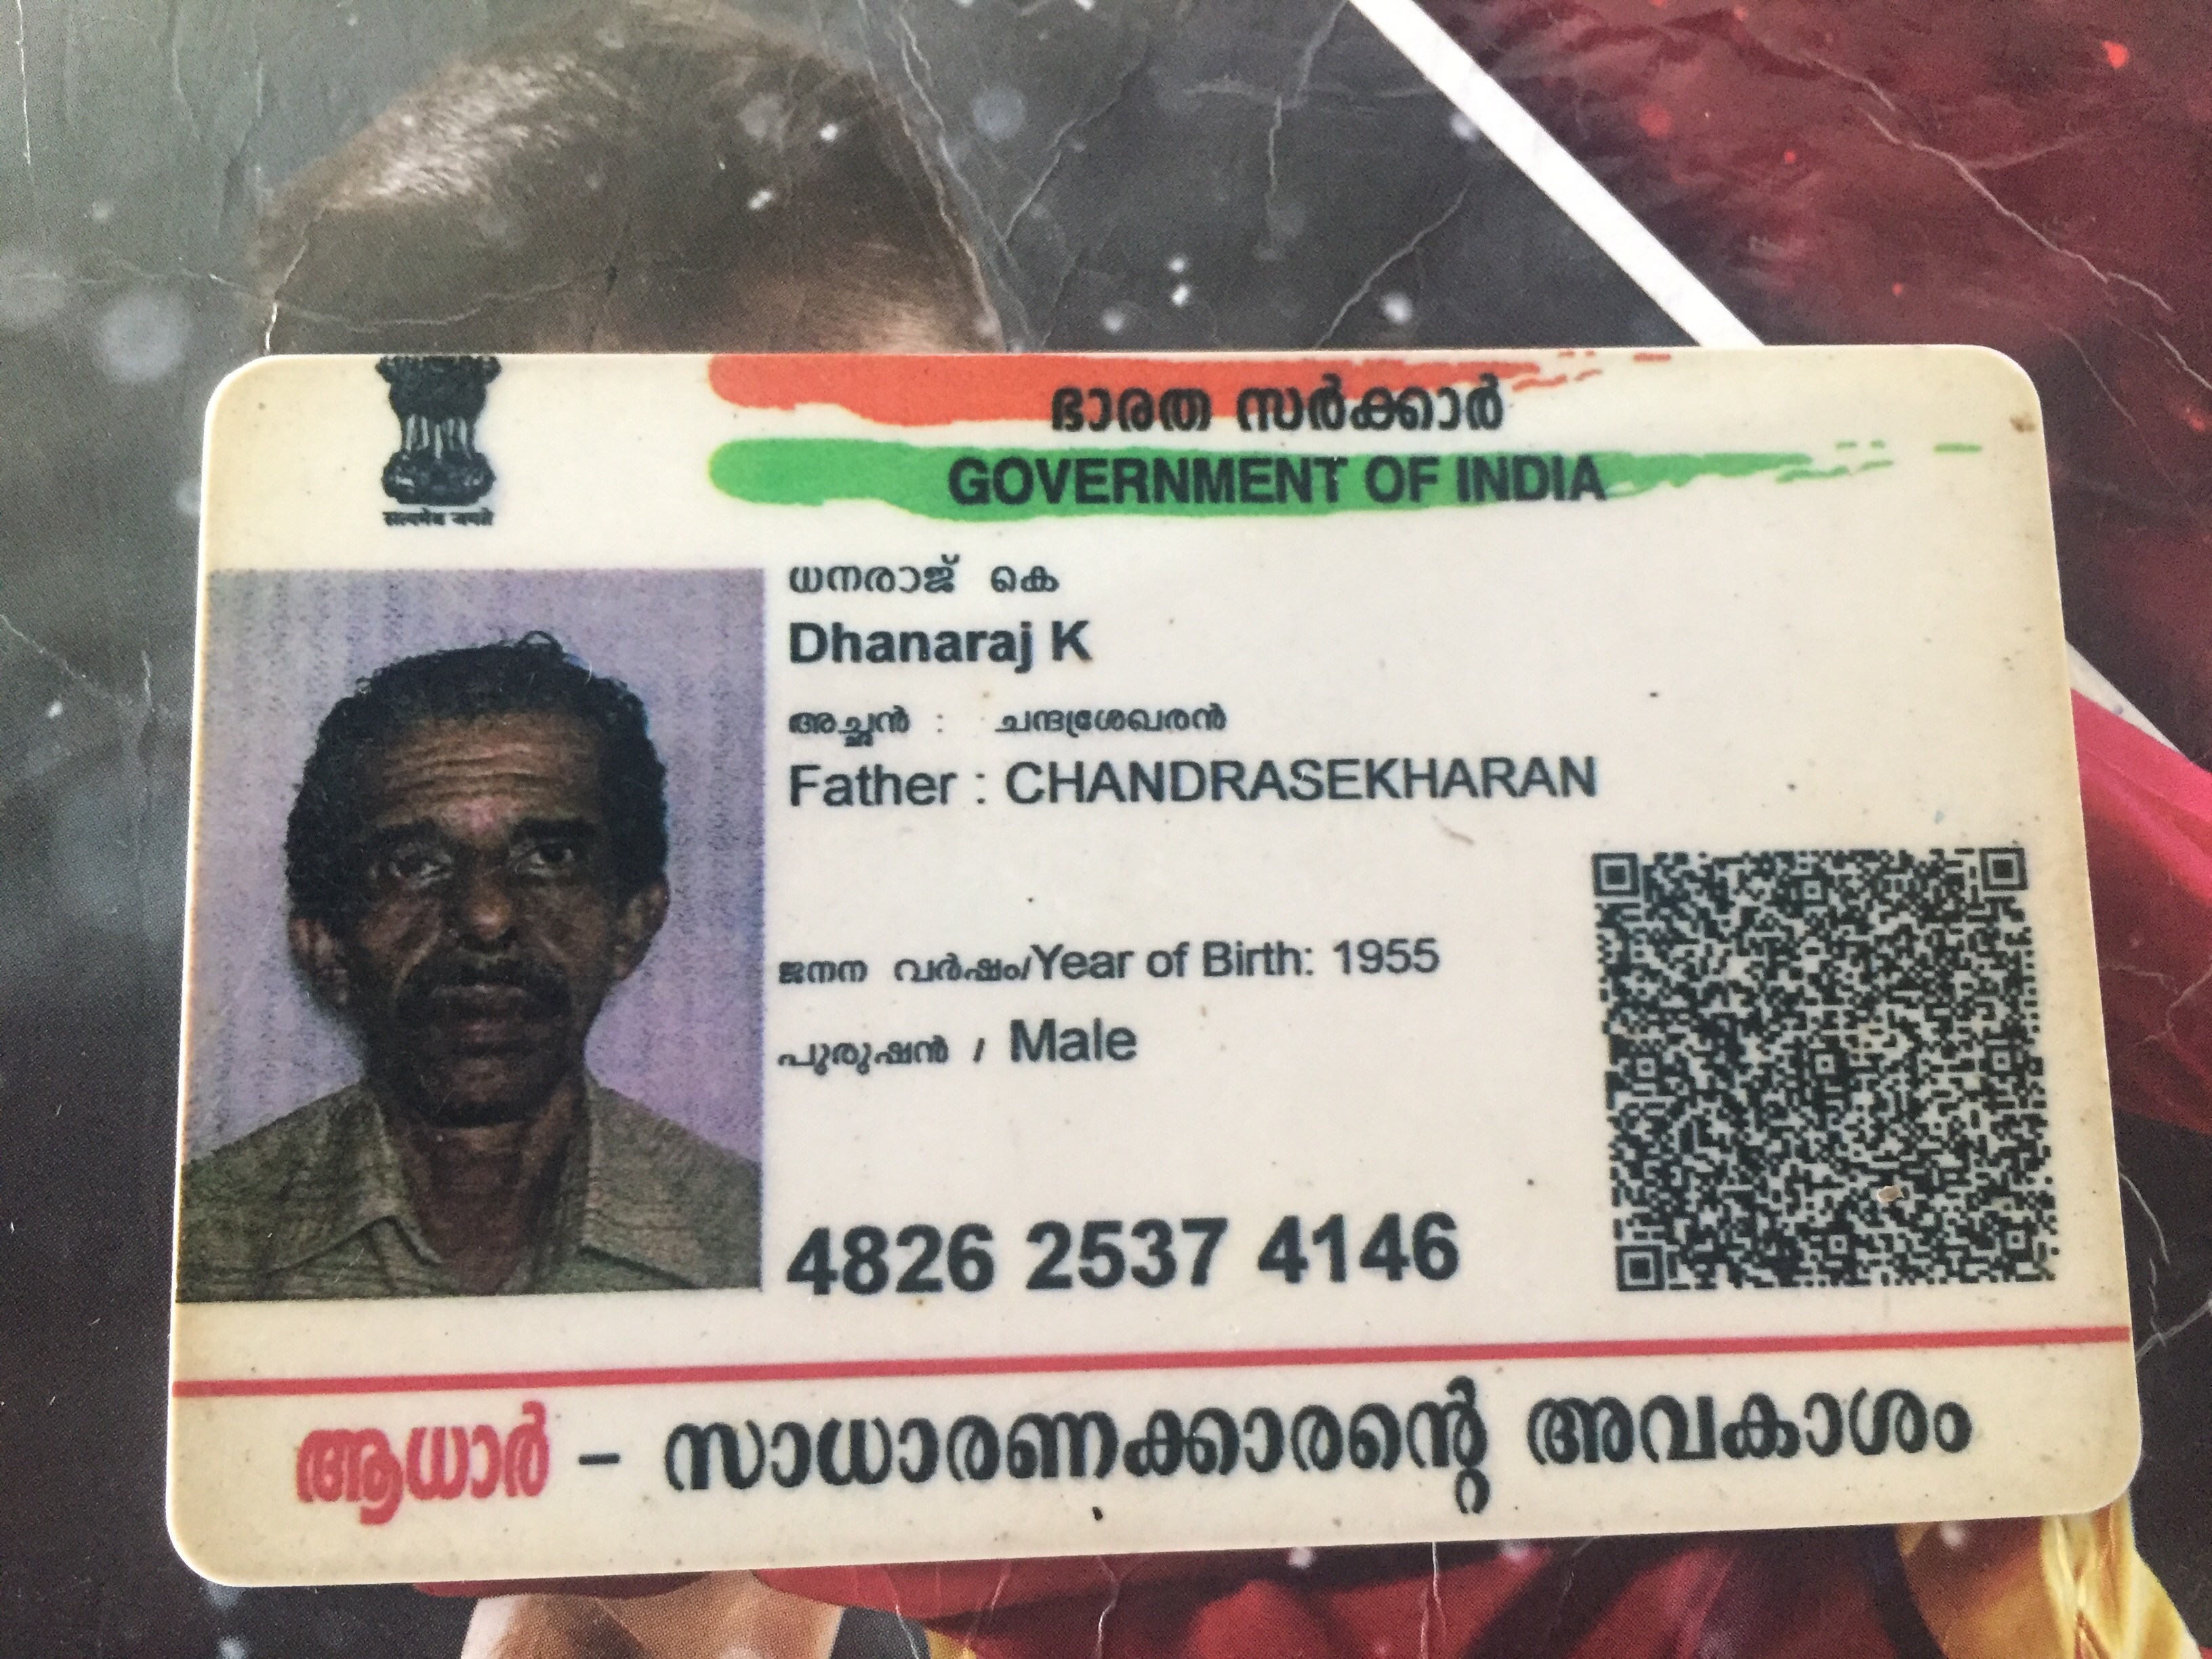 ഭാരത സർക്കാർ
GOVERNMENT OF INDIA
ധനരാജ് കെ
Dhanaraj K
അച്ഛൻ : ചന്ദ്രശേഖരൻ
Father : CHANDRASEKHARAN
ജനന വർഷം/Year of Birth: 1955
പുരുഷൻ / Male
4826 2537 4146
ആധാർ - സാധാരണക്കാരന്റെ അവകാശം